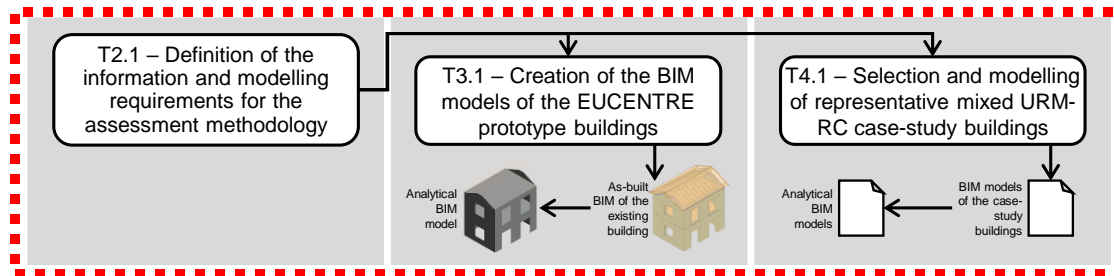 T2.1 – Definition of the
information and modelling
requirements for the
assessment methodology
T3.1 – Creation of the BIM
models of the EUCENTRE
prototype buildings
Analytical
BIM
model
As-built
BIM of the
existing
building
T4.1 – Selection and modelling
of representative mixed URM-
RC case-study buildings
Analytical
BIM
models
BIM models
of the case-
study
buildings